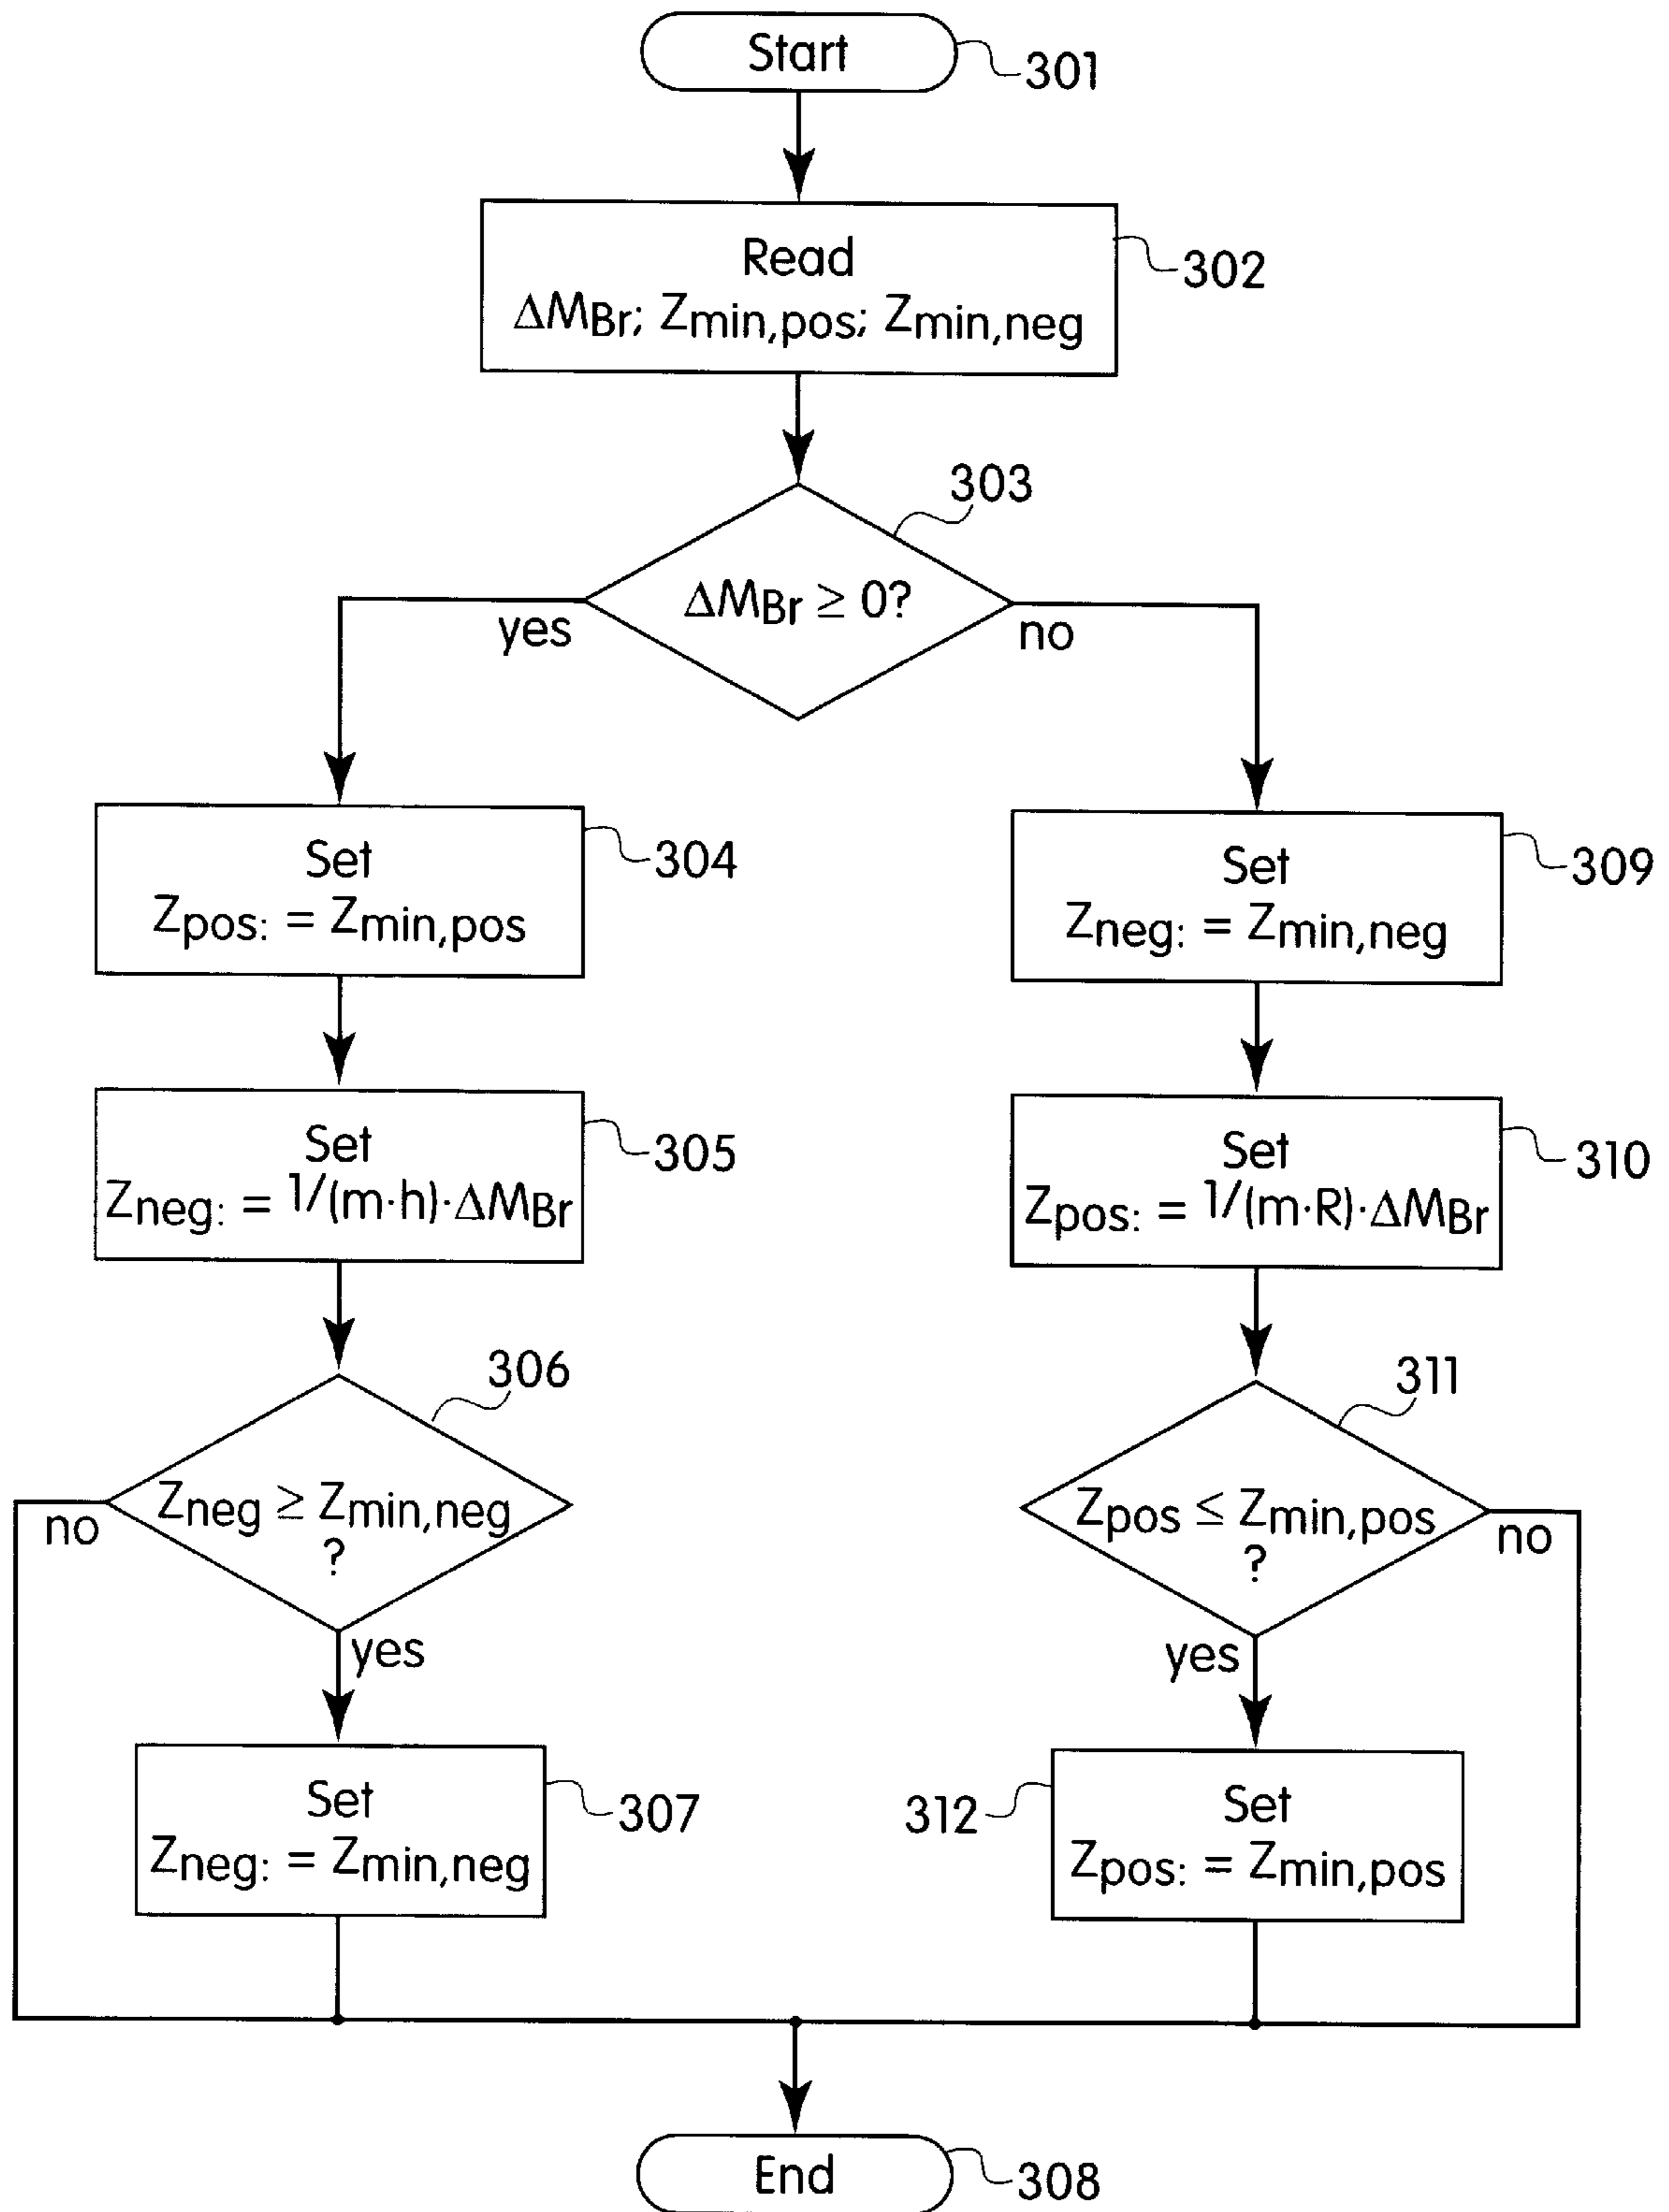 Start
301
Read
ΔMBr; Zmin,pos; Zmin,neg
302
303
ΔMBr ≥ 0?
yes
no
Set
Zpos: = Zmin,pos
304
Set
Zneg: = 1/(m·h)·ΔMBr
305
306
Zneg ≥ Zmin,neg
?
no
yes
Set
Zneg: = Zmin,neg
307
Set
Zneg: = Zmin,neg
309
Set
Zpos: = 1/(m·R)·ΔMBr
310
311
Zpos ≤ Zmin,pos
?
no
yes
312
Set
Zpos: = Zmin,pos
End
308